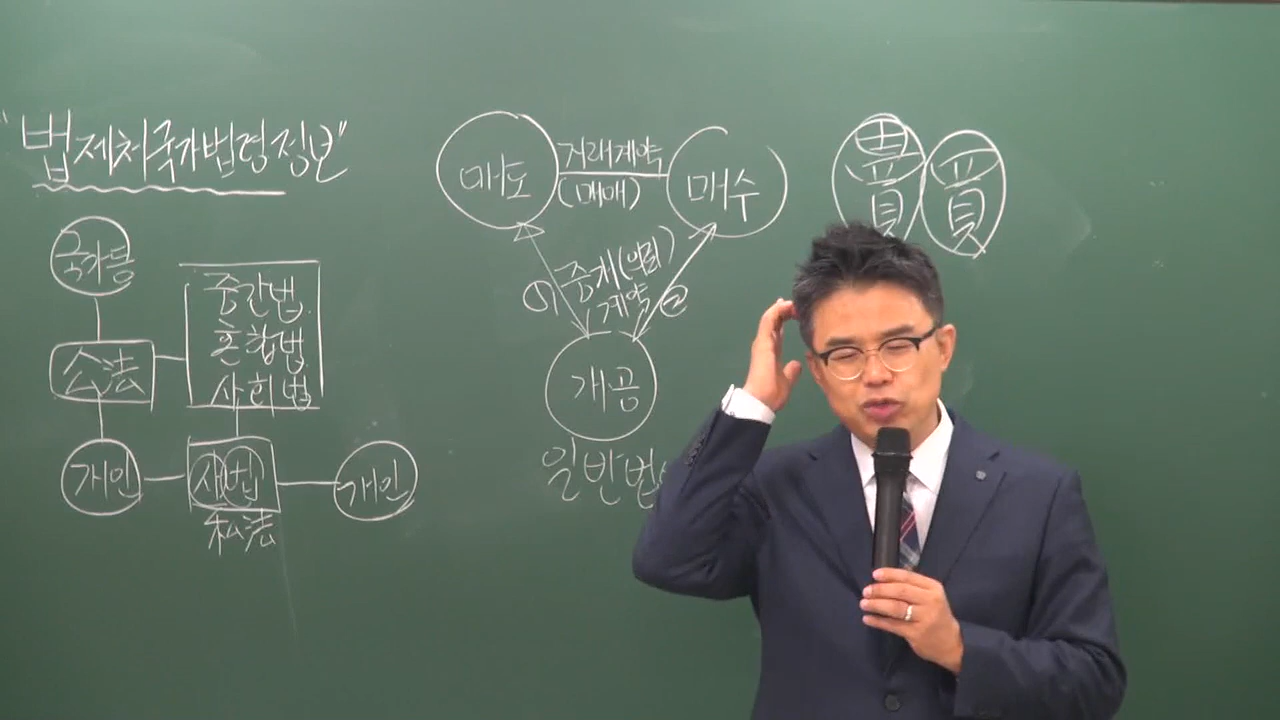 "법제처국가법령정보"
국가등
公法
중간법
혼합법
사회법
개인
사법
개인
私法
매도
거래계약
(매매)
매수
① 중개(의뢰)
계약 ②
개공
일반법
賣 買